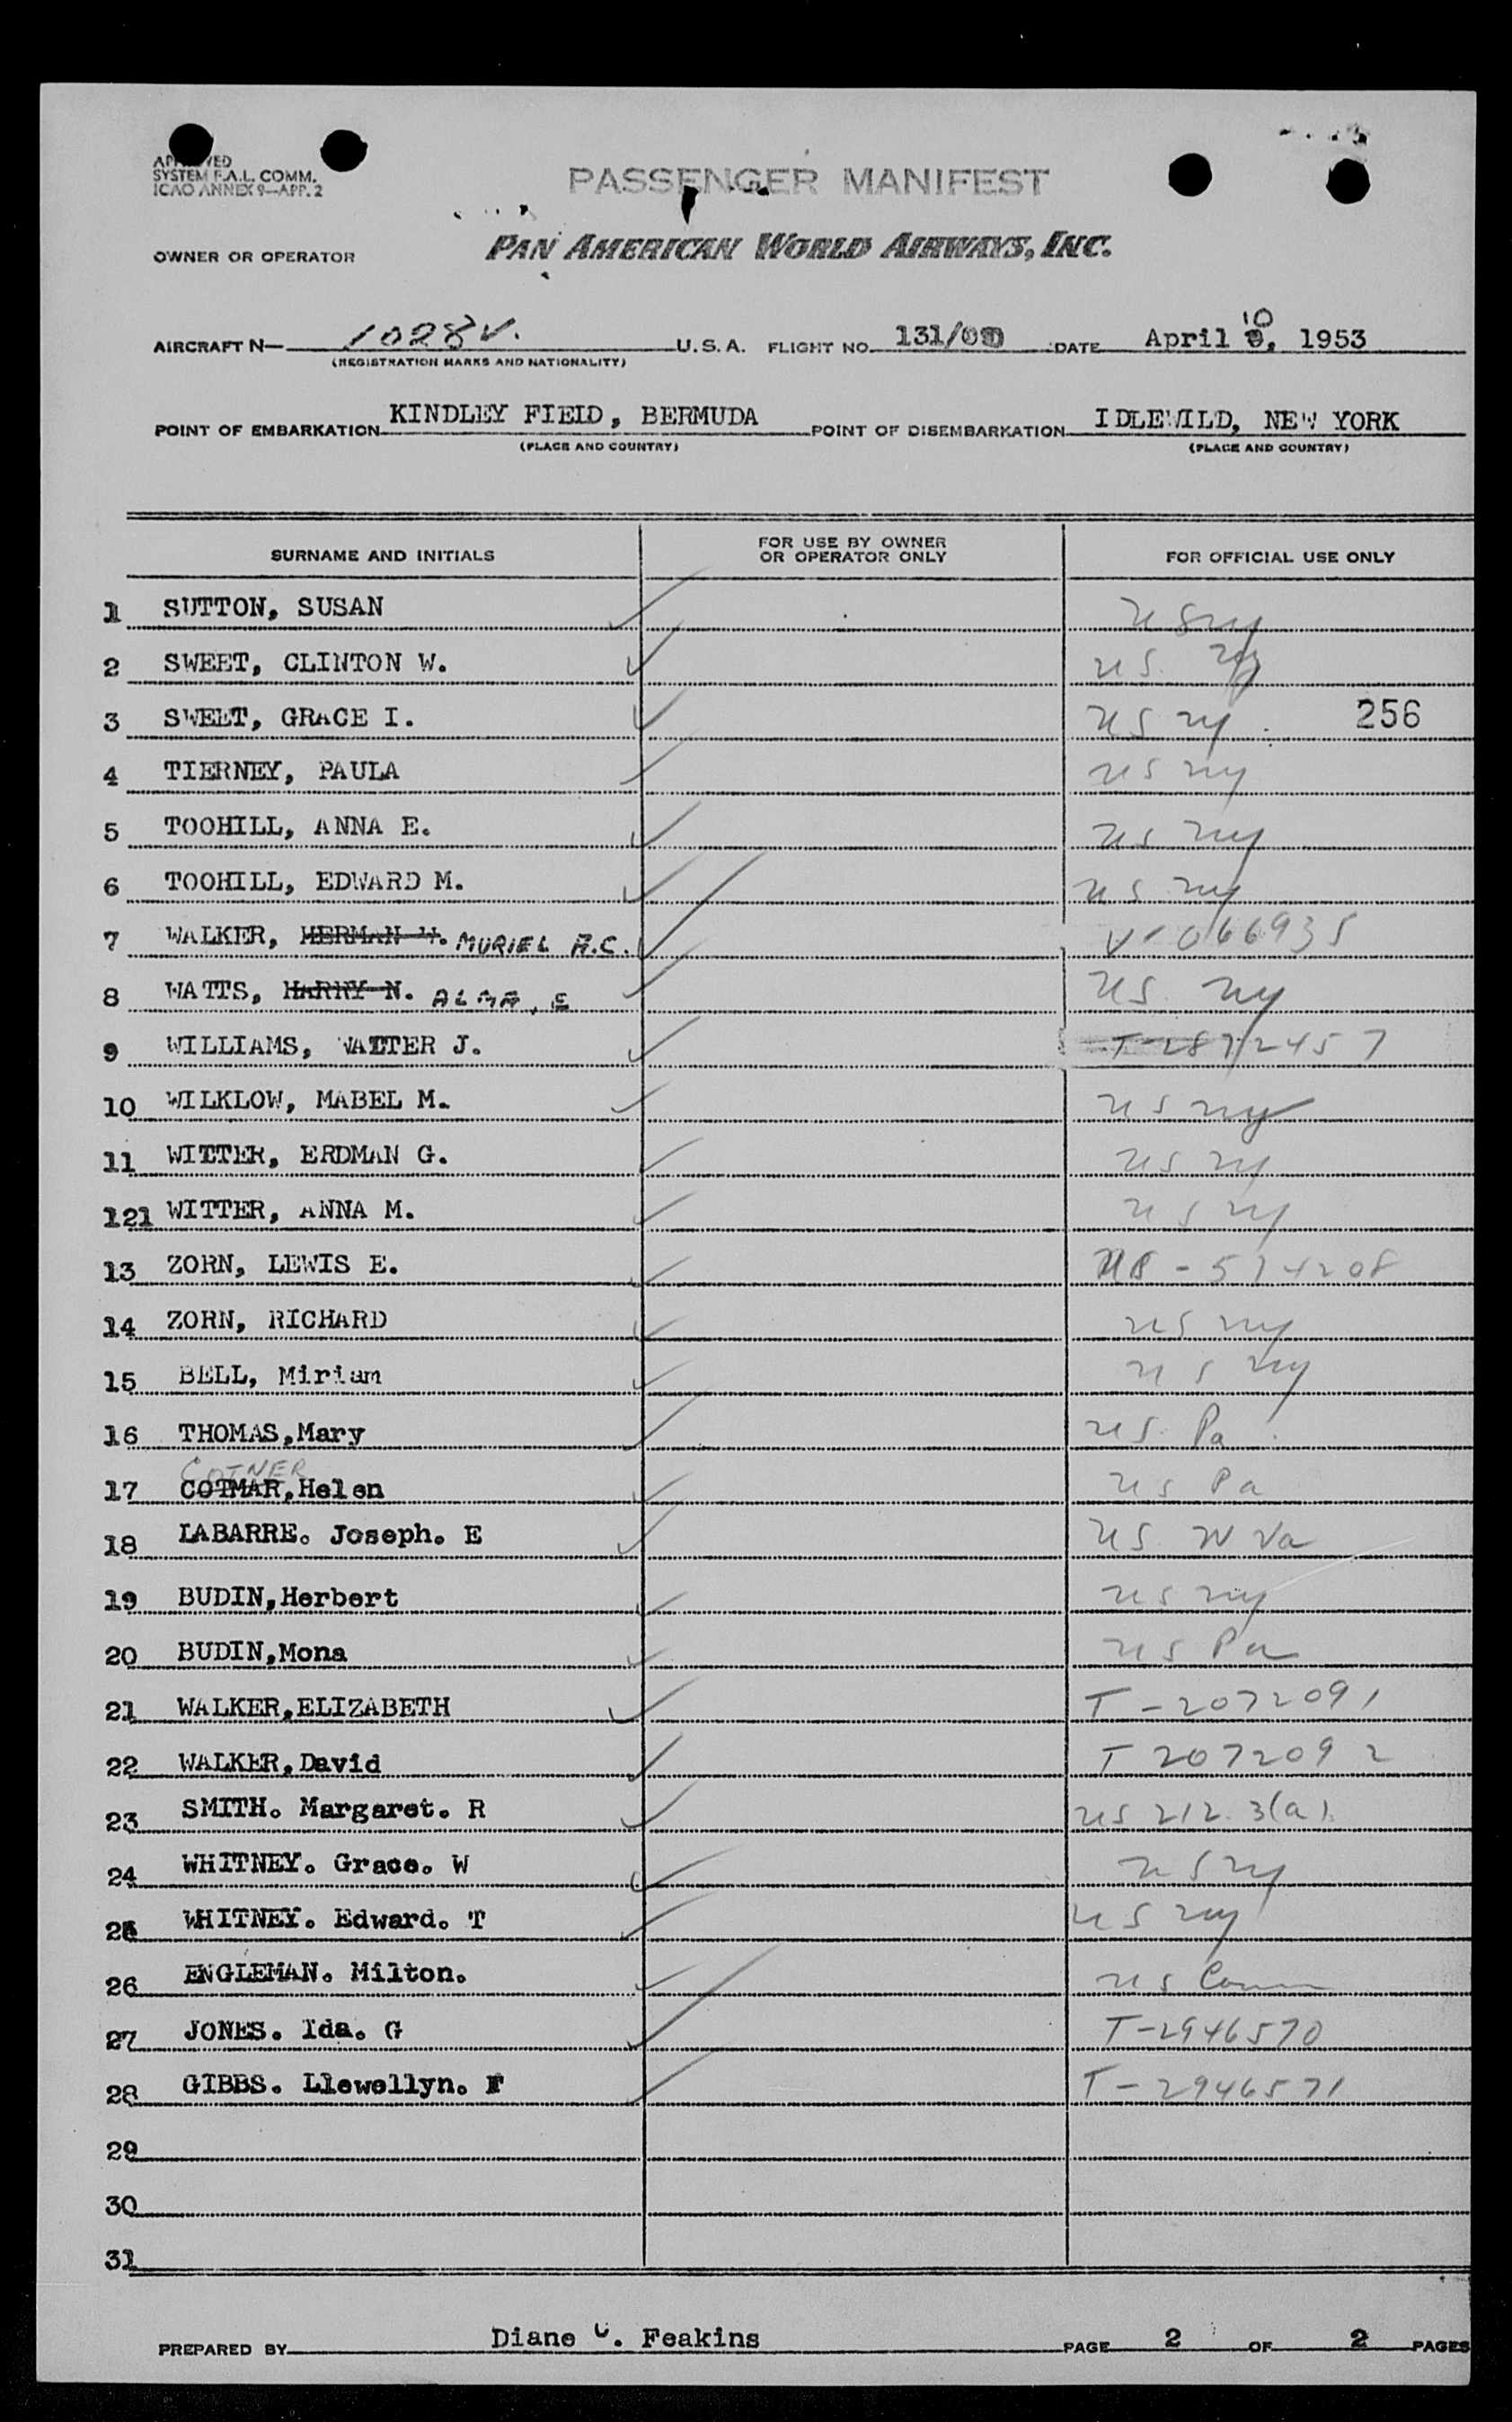 APPROVED
SYSTEM F.A.L. COMM.
ICAO ANNEX 9—APP. 2
PASSENGER MANIFEST
OWNER OR OPERATOR PAN AMERICAN WORLD AIRWAYS, INC.
AIRCRAFT N— 1028V. U.S.A. FLIGHT NO. 131/ DATE April 10, 1953
(REGISTRATION MARKS AND NATIONALITY)
POINT OF EMBARKATION KINDLEY FIELD, BERMUDA POINT OF DISEMBARKATION IDLEWILD, NEW YORK
(PLACE AND COUNTRY) (PLACE AND COUNTRY)
SURNAME AND INITIALS FOR USE BY OWNER OR OPERATOR ONLY FOR OFFICIAL USE ONLY
1 SUTTON, SUSAN US ny
2 SWEET, CLINTON W. US. ny
3 SWEET, GRACE I. US ny. 256
4 TIERNEY, PAULA US ny
5 TOOHILL, ANNA E. US ny
6 TOOHILL, EDWARD M. US ny
7 WALKER, HERMAN W. MURIEL A.C. V-066935
8 WATTS, HARRY N. ALMA, E US. ny
9 WILLIAMS, WALTER J. T-2872457
10 WILKLOW, MABEL M. US ny
11 WITTER, ERDMAN G. US ny
121 WITTER, ANNA M. US ny
13 ZORN, LEWIS E. - 574208
14 ZORN, RICHARD US ny
15 BELL, Miriam US ny
16 THOMAS,Mary US. Pa
COINER
17 COTMAR,Helen US Pa
18 LABARRE. Joseph. E US. W Va
19 BUDIN,Herbert US ny
20 BUDIN,Mona US Pa
21 WALKER,ELIZABETH T-2072091
22 WALKER,David T 2072092
23 SMITH. Margaret. R US 212.3(a)
24 WHITNEY. Grace. W US ny
25 WHITNEY. Edward. T US ny
26 ENGLEMAN. Milton. US Conn
27 JONES. Ida. G T-2946570
28 GIBBS. Llewellyn. F T-2946571
29
30
31
PREPARED BY Diane C. Feakins PAGE 2 OF 2 PAGES